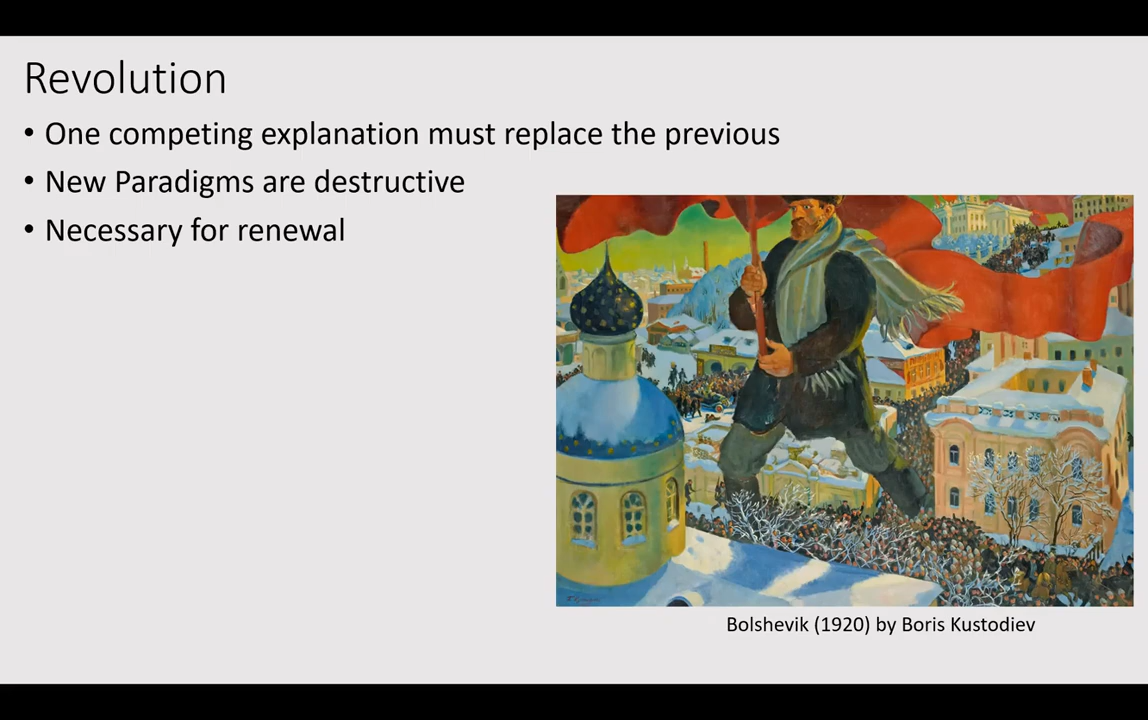 Revolution
• One competing explanation must replace the previous
• New Paradigms are destructive
• Necessary for renewal
Bolshevik (1920) by Boris Kustodiev